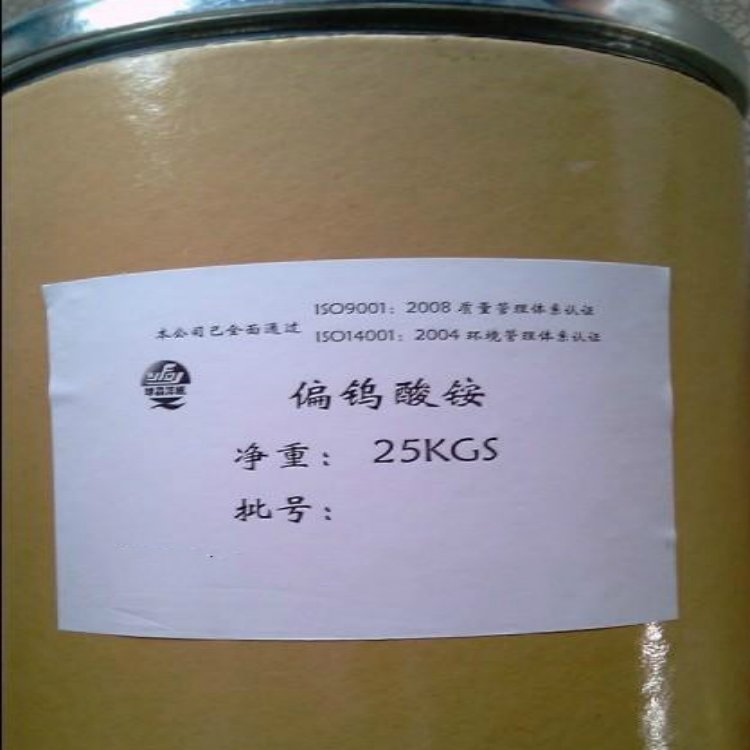 ISO9001：2008 质量管理体系认证
本公司已全面通过
ISO14001：2004 环境管理体系认证
偏钨酸铵
净重： 25KGS
批号：